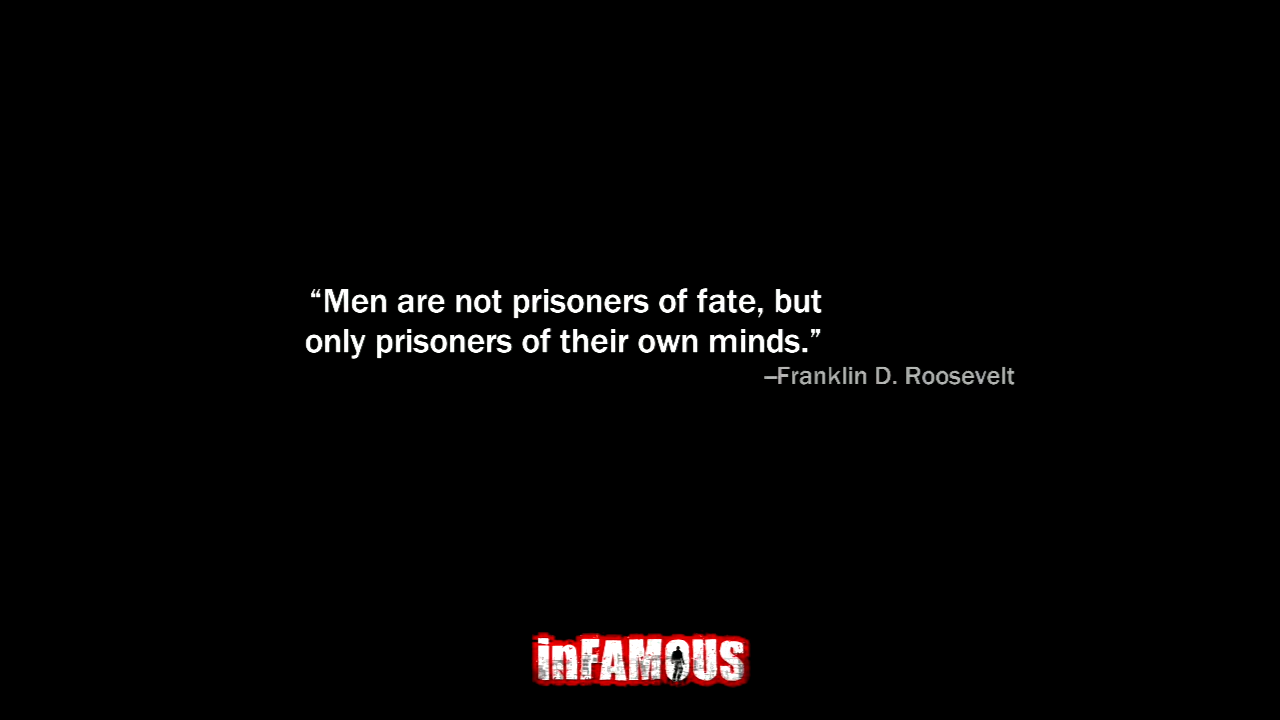 “Men are not prisoners of fate, but
only prisoners of their own minds.”
–Franklin D. Roosevelt
inFAMOUS